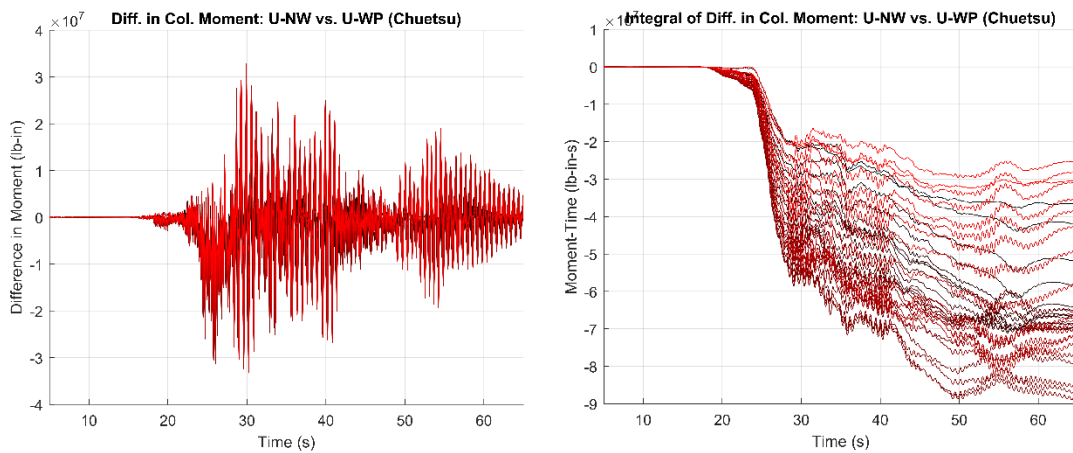 Diff. in Col. Moment: U-NW vs. U-WP (Chuetsu)
×10⁷
4
3
2
1
0
-1
-2
-3
-4
Difference in Moment (lb-in)
10 20 30 40 50 60
Time (s)
Integral of Diff. in Col. Moment: U-NW vs. U-WP (Chuetsu)
×10⁷
1
0
-1
-2
-3
-4
-5
-6
-7
-8
-9
Moment-Time (lb-in-s)
10 20 30 40 50 60
Time (s)